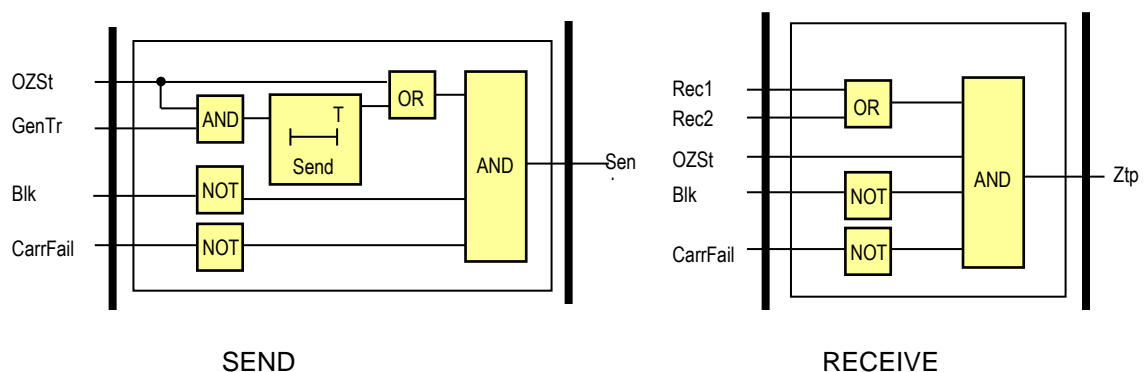 OZSt
GenTr
Blk
CarrFail
AND
T
Send
OR
NOT
NOT
AND
Sen
SEND
Rec1
Rec2
OZSt
Blk
CarrFail
OR
NOT
NOT
AND
Ztp
RECEIVE